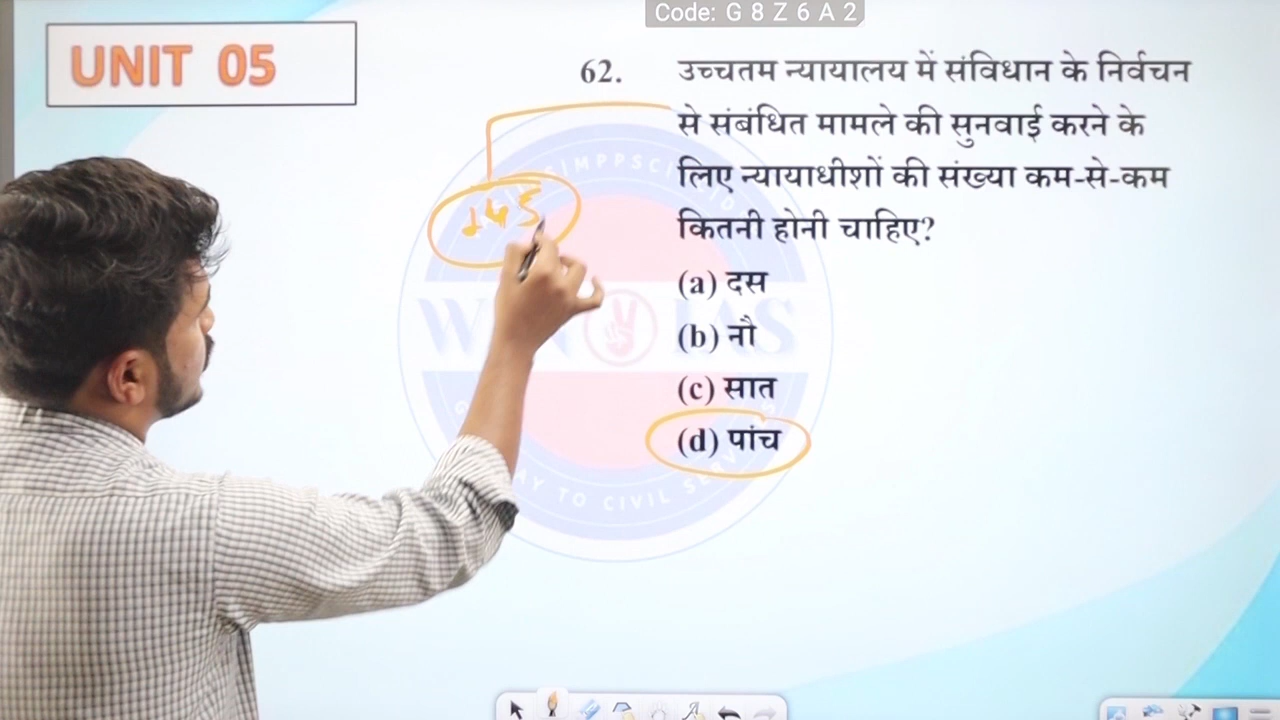 Code: G 8 Z 6 A 2
UNIT 05
62. उच्चतम न्यायालय में संविधान के निर्वचन
से संबंधित मामले की सुनवाई करने के
लिए न्यायाधीशों की संख्या कम-से-कम
कितनी होनी चाहिए?
145
(a) दस
(b) नौ
(c) सात
(d) पांच
IAS